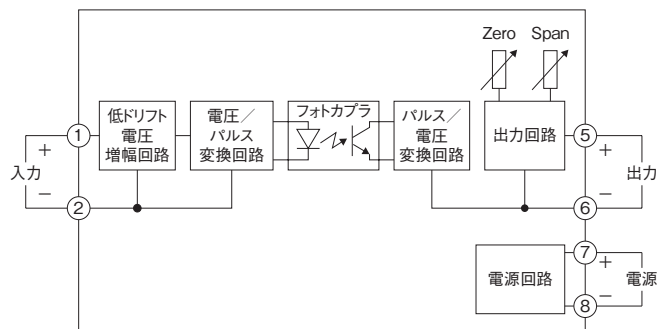 Zero Span
低ドリフト
電圧
増幅回路
電圧／
パルス
変換回路
フォトカプラ
パルス／
電圧
変換回路
出力回路
①
+
入力
−
②
⑤
+
出力
−
⑥
電源回路
⑦
+
電源
−
⑧